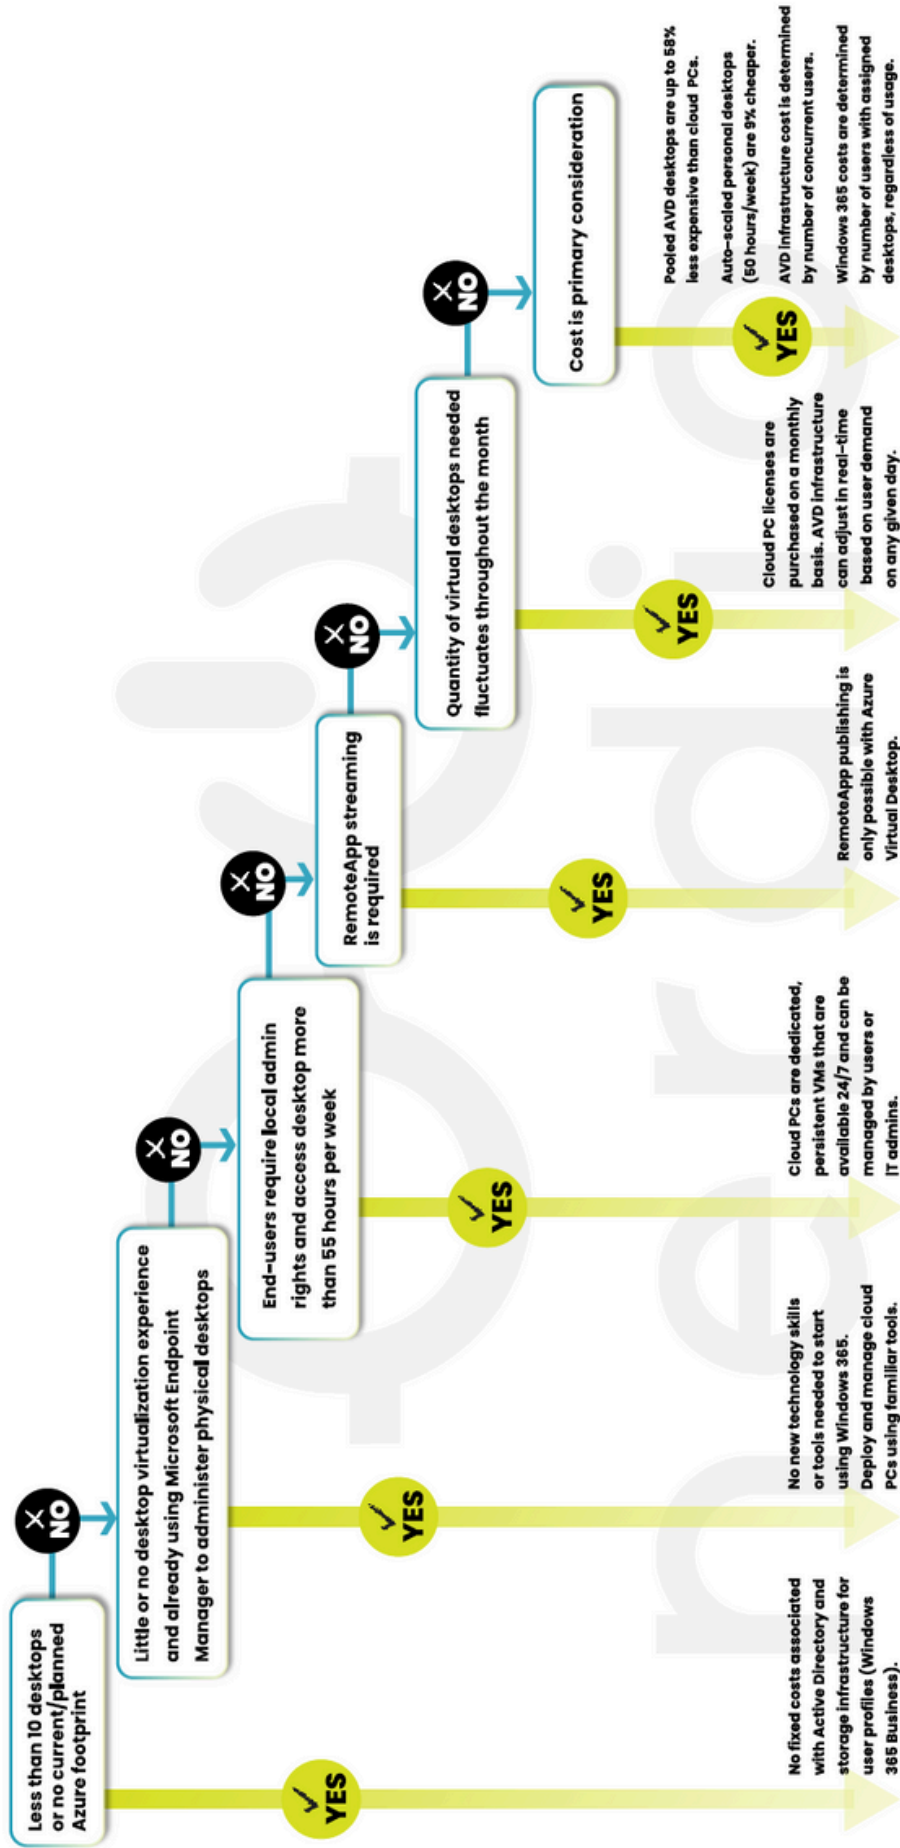 Less than 10 desktops
or no current/planned
Azure footprint
NO
YES
No fixed costs associated
with Active Directory and
storage infrastructure for
user profiles (Windows
365 Business).
Little or no desktop virtualization experience
and already using Microsoft Endpoint
Manager to administer physical desktops
NO
YES
No new technology skills
or tools needed to start
using Windows 365.
Deploy and manage cloud
PCs using familiar tools.
End-users require local admin
rights and access desktop more
than 55 hours per week
NO
YES
Cloud PCs are dedicated,
persistent VMs that are
available 24/7 and can be
managed by users or
IT admins.
RemoteApp streaming
is required
NO
YES
RemoteApp publishing is
only possible with Azure
Virtual Desktop.
Quantity of virtual desktops needed
fluctuates throughout the month
NO
YES
Cloud PC licenses are
purchased on a monthly
basis. AVD infrastructure
can adjust in real-time
based on user demand
on any given day.
Cost is primary consideration
YES
Pooled AVD desktops are up to 58%
less expensive than cloud PCs.
Auto-scaled personal desktops
(50 hours/week) are 9% cheaper.
AVD infrastructure cost is determined
by number of concurrent users.
Windows 365 costs are determined
by number of users with assigned
desktops, regardless of usage.
nerdio